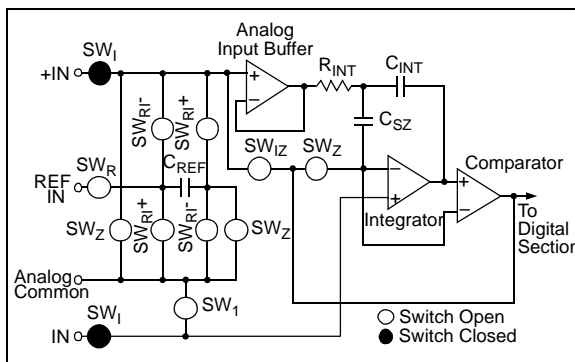 Analog
Input Buffer
SW_I
+IN
R_INT
C_INT
SW_RI^-
SW_RI^+
C_SZ
SW_IZ
SW_Z
SW_R
C_REF
REF
IN
Comparator
Integrator
To
Digital
Section
SW_Z
SW_RI^+
SW_RI^-
SW_Z
Analog
Common
SW_1
SW_I
IN
Switch Open
Switch Closed